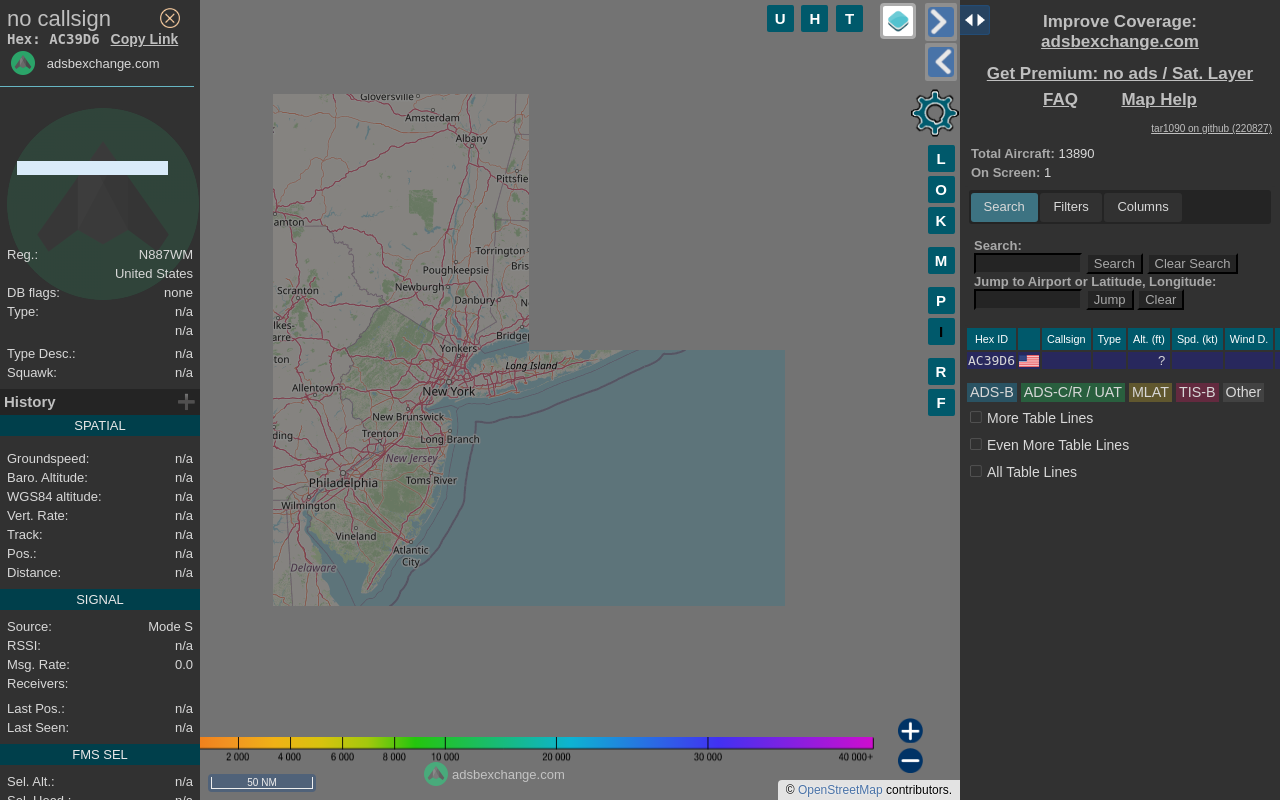 no callsign
Hex: AC39D6 Copy Link
adsbexchange.com
Reg.: N887WM
United States
DB flags: none
Type: n/a
n/a
Type Desc.: n/a
Squawk: n/a
History
SPATIAL
Groundspeed: n/a
Baro. Altitude: n/a
WGS84 altitude: n/a
Vert. Rate: n/a
Track: n/a
Pos.: n/a
Distance: n/a
SIGNAL
Source: Mode S
RSSI: n/a
Msg. Rate: 0.0
Receivers:
Last Pos.: n/a
Last Seen: n/a
FMS SEL
Sel. Alt.: n/a
Sel. Head.: n/a
U H T
L
O
K
M
P
I
R
F
Gloversville
Amsterdam
Albany
Pittsfie
amton
Torrington
Bris
Poughkeepsie
Newburgh
Danbury
N
Scranton
lkes-
arre
Bridgep
Yonkers
ton
Long Island
Allentown
New York
New Brunswick
ding
Trenton
Long Branch
New Jersey
Philadelphia
Toms River
Wilmington
Vineland
Atlantic
City
Delaware
2 000 4 000 6 000 8 000 10 000 20 000 30 000 40 000+
adsbexchange.com
50 NM
© OpenStreetMap contributors.
Improve Coverage:
adsbexchange.com
Get Premium: no ads / Sat. Layer
FAQ Map Help
tar1090 on github (220827)
Total Aircraft: 13890
On Screen: 1
Search Filters Columns
Search:
Search Clear Search
Jump to Airport or Latitude, Longitude:
Jump Clear
Hex ID Callsign Type Alt. (ft) Spd. (kt) Wind D.
AC39D6 ?
ADS-B ADS-C/R / UAT MLAT TIS-B Other
More Table Lines
Even More Table Lines
All Table Lines